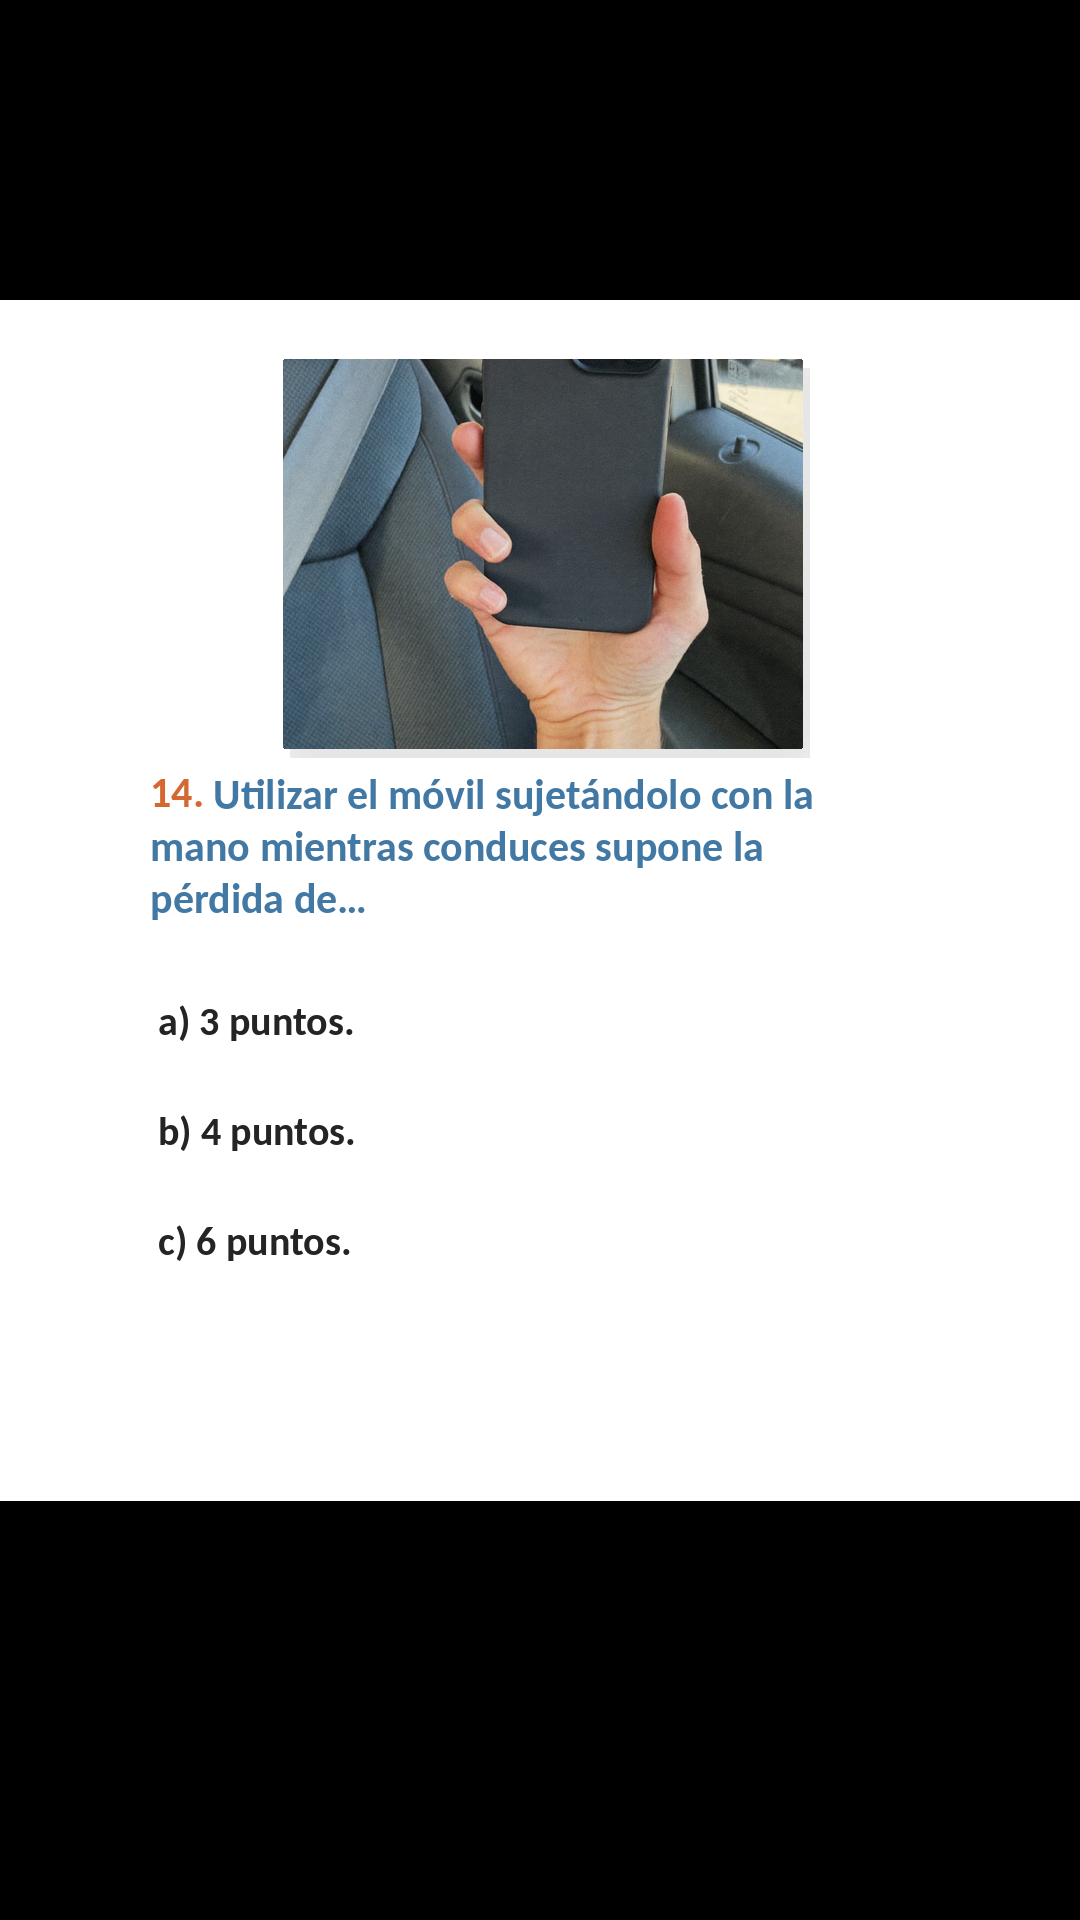 14. Utilizar el móvil sujetándolo con la
mano mientras conduces supone la
pérdida de...
a) 3 puntos.
b) 4 puntos.
c) 6 puntos.